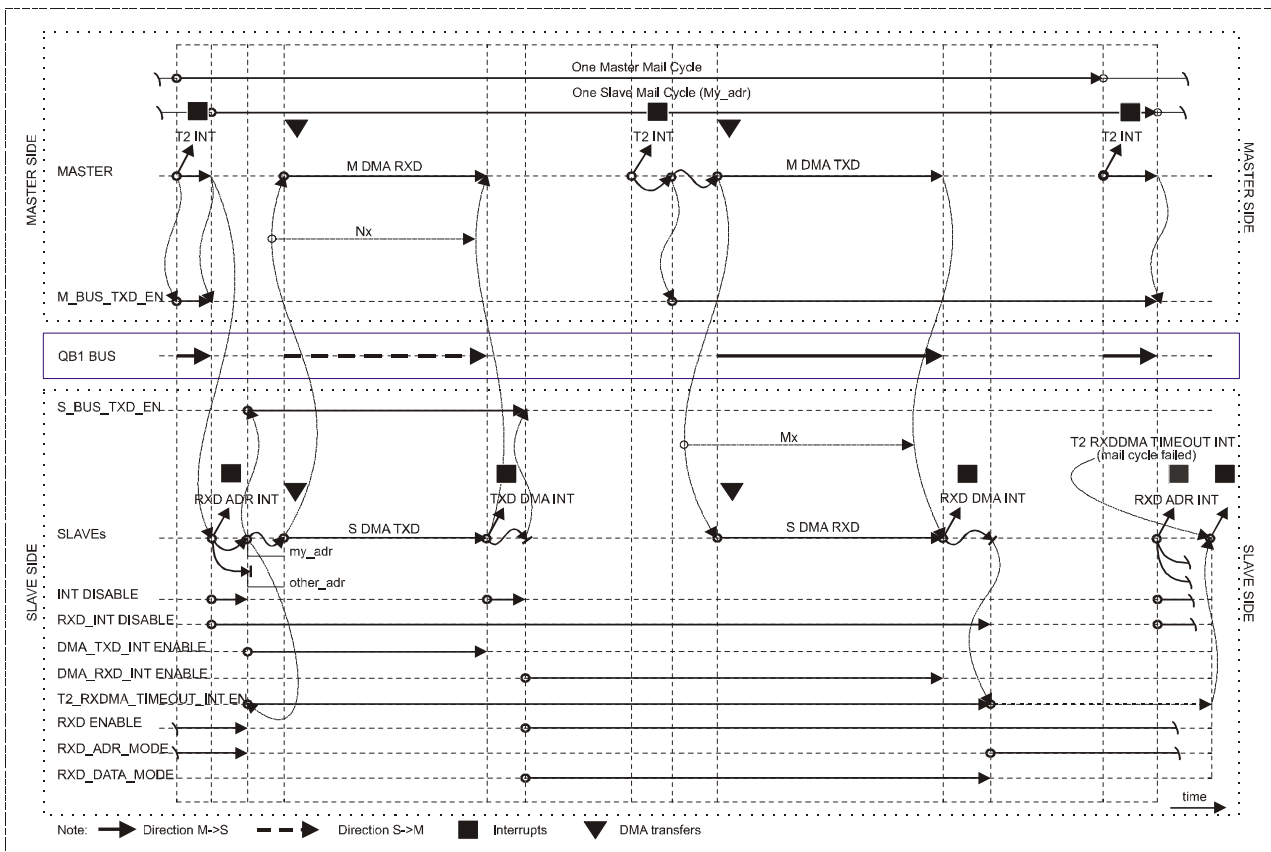 One Master Mail Cycle
One Slave Mail Cycle (My_adr)
T2 INT
T2 INT
T2 INT
MASTER SIDE
MASTER SIDE
MASTER
M DMA RXD
M DMA TXD
Nx
M_BUS_TXD_EN
QB1 BUS
S_BUS_TXD_EN
Mx
T2 RXDDMA TIMEOUT INT
(mail cycle failed)
RXD ADR INT
TXD DMA INT
RXD DMA INT
RXD ADR INT
SLAVEs
S DMA TXD
S DMA RXD
my_adr
other_adr
SLAVE SIDE
SLAVE SIDE
INT DISABLE
RXD_INT DISABLE
DMA_TXD_INT ENABLE
DMA_RXD_INT ENABLE
T2_RXDMA_TIMEOUT_INT EN
RXD ENABLE
RXD_ADR_MODE
RXD_DATA_MODE
time
Note: Direction M->S Direction S->M Interrupts DMA transfers